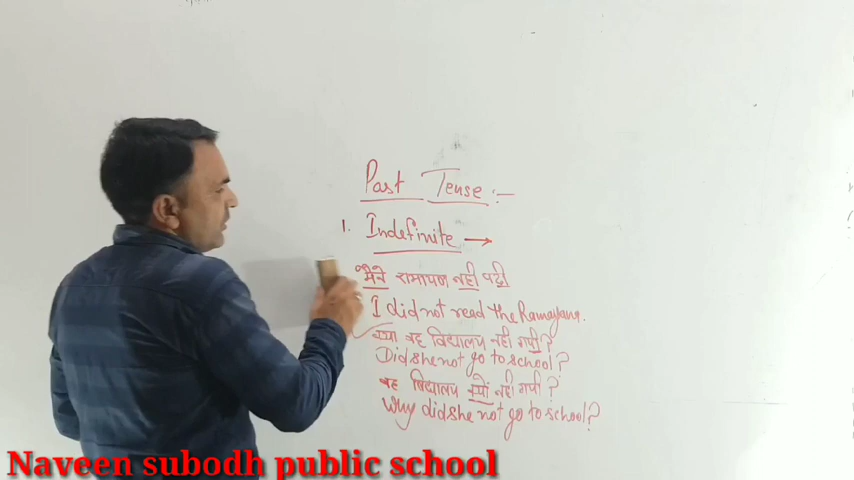 Past Tense :-
1. Indefinite →
मैने रामायण नही पढ़ी
I did not read the Ramayana.
क्या वह विद्यालय नही गयी ?
Did she not go to school ?
वह विद्यालय क्यों नही गयी ?
Why did she not go to school ?
Naveen subodh public school